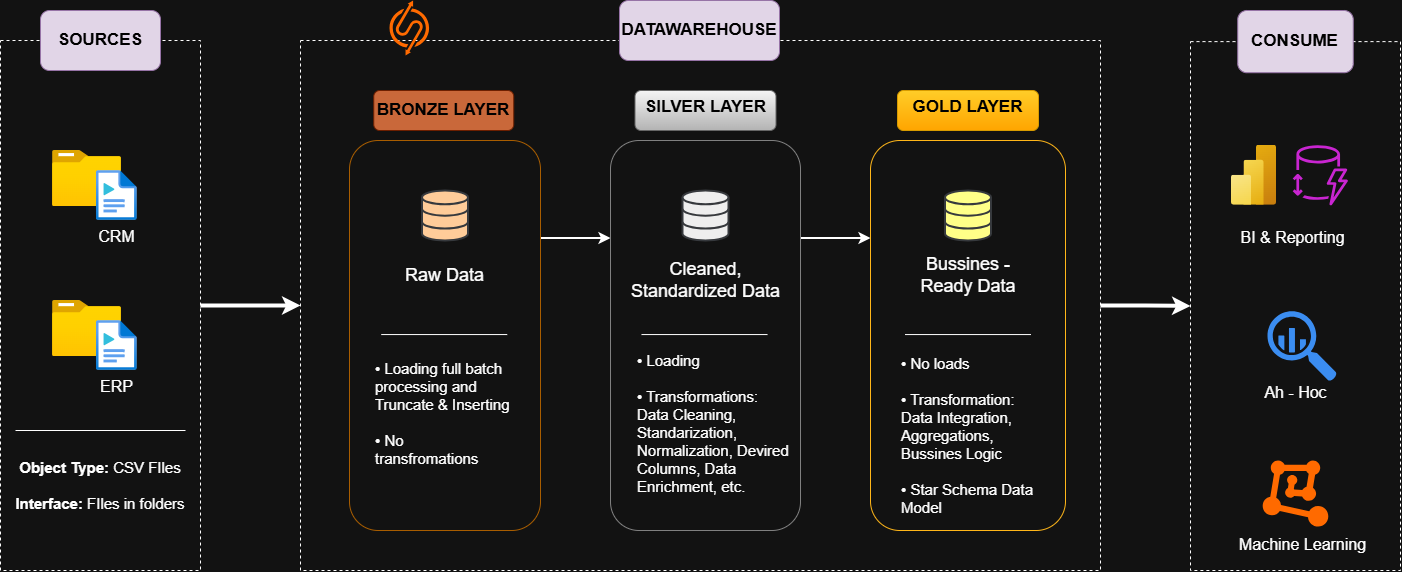 SOURCES
CRM
ERP
Object Type: CSV FIles
Interface: FIles in folders
DATAWAREHOUSE
BRONZE LAYER
Raw Data
• Loading full batch
processing and
Truncate & Inserting
• No
transfromations
SILVER LAYER
Cleaned,
Standardized Data
• Loading
• Transformations:
Data Cleaning,
Standarization,
Normalization, Devired
Columns, Data
Enrichment, etc.
GOLD LAYER
Bussines -
Ready Data
• No loads
• Transformation:
Data Integration,
Aggregations,
Bussines Logic
• Star Schema Data
Model
CONSUME
BI & Reporting
Ah - Hoc
Machine Learning